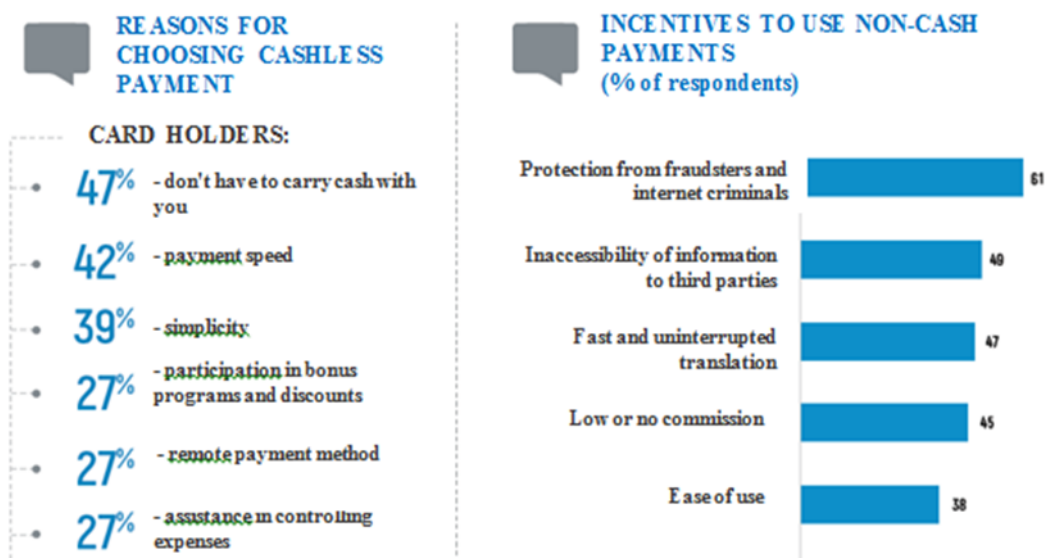 REASONS FOR
CHOOSING CASHLESS
PAYMENT
CARD HOLDERS:
47% - don't have to carry cash with
you
42% - payment speed
39% - simplicity
27% - participation in bonus
programs and discounts
27% - remote payment method
27% - assistance in controlling
expenses
INCENTIVES TO USE NON-CASH
PAYMENTS
(% of respondents)
Protection from fraudsters and
internet criminals 61
Inaccessibility of information
to third parties 49
Fast and uninterrupted
translation 47
Low or no commission 45
Ease of use 38